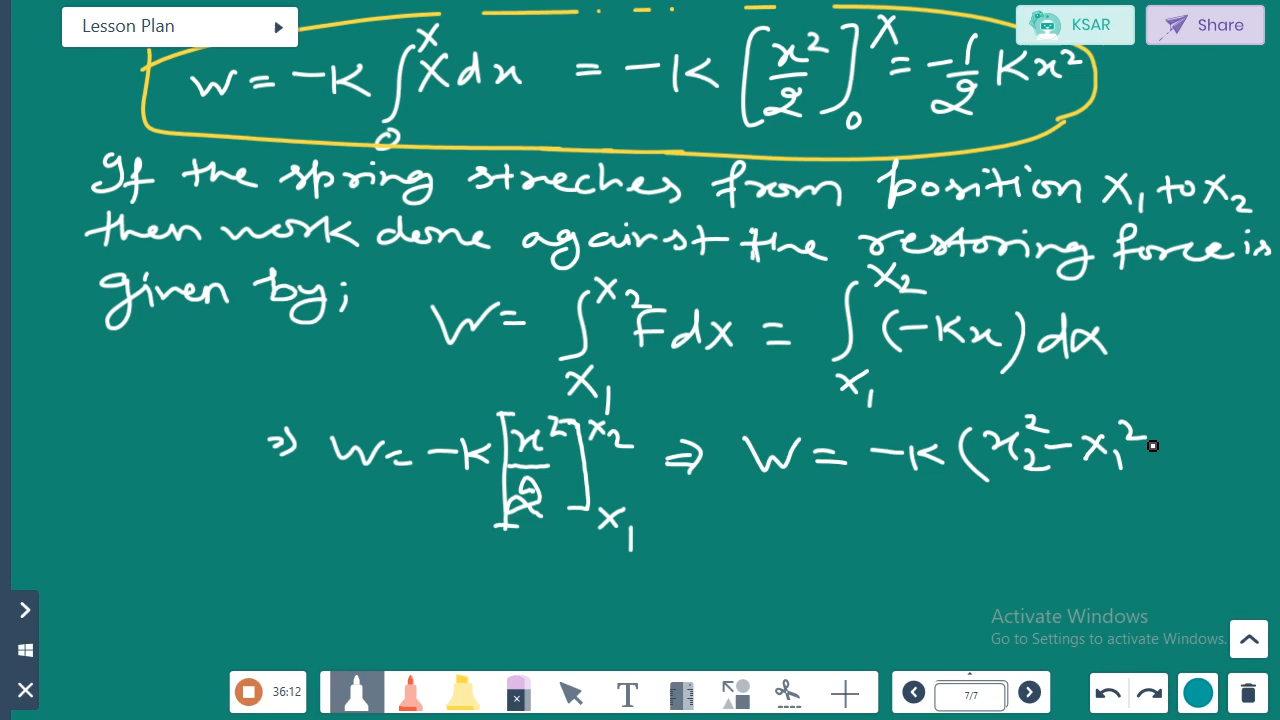 Lesson Plan
KSAR
Share
W = -K ∫₀ˣ X dx = -K [x²/2]₀ˣ = -1/2 Kx²
If the spring streches from position X₁ to X₂
then work done against the restoring force is
given by;
W = ∫_{X₁}^{X₂} F dx = ∫_{X₁}^{X₂} (-Kx) dx
⇒ W = -K [x²/2]_{X₁}^{X₂} ⇒ W = -K (x₂² - x₁²
Activate Windows
Go to Settings to activate Windows.
36:12
7/7